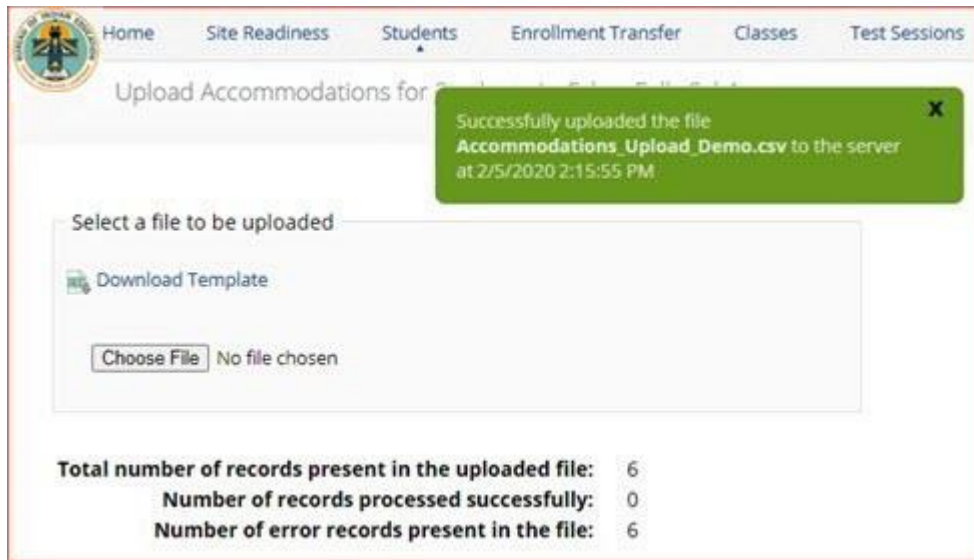 Home Site Readiness Students Enrollment Transfer Classes Test Sessions
Upload Accommodations for
Successfully uploaded the file
Accommodations_Upload_Demo.csv to the server
at 2/5/2020 2:15:55 PM
X
Select a file to be uploaded
Download Template
Choose File No file chosen
Total number of records present in the uploaded file: 6
Number of records processed successfully: 0
Number of error records present in the file: 6